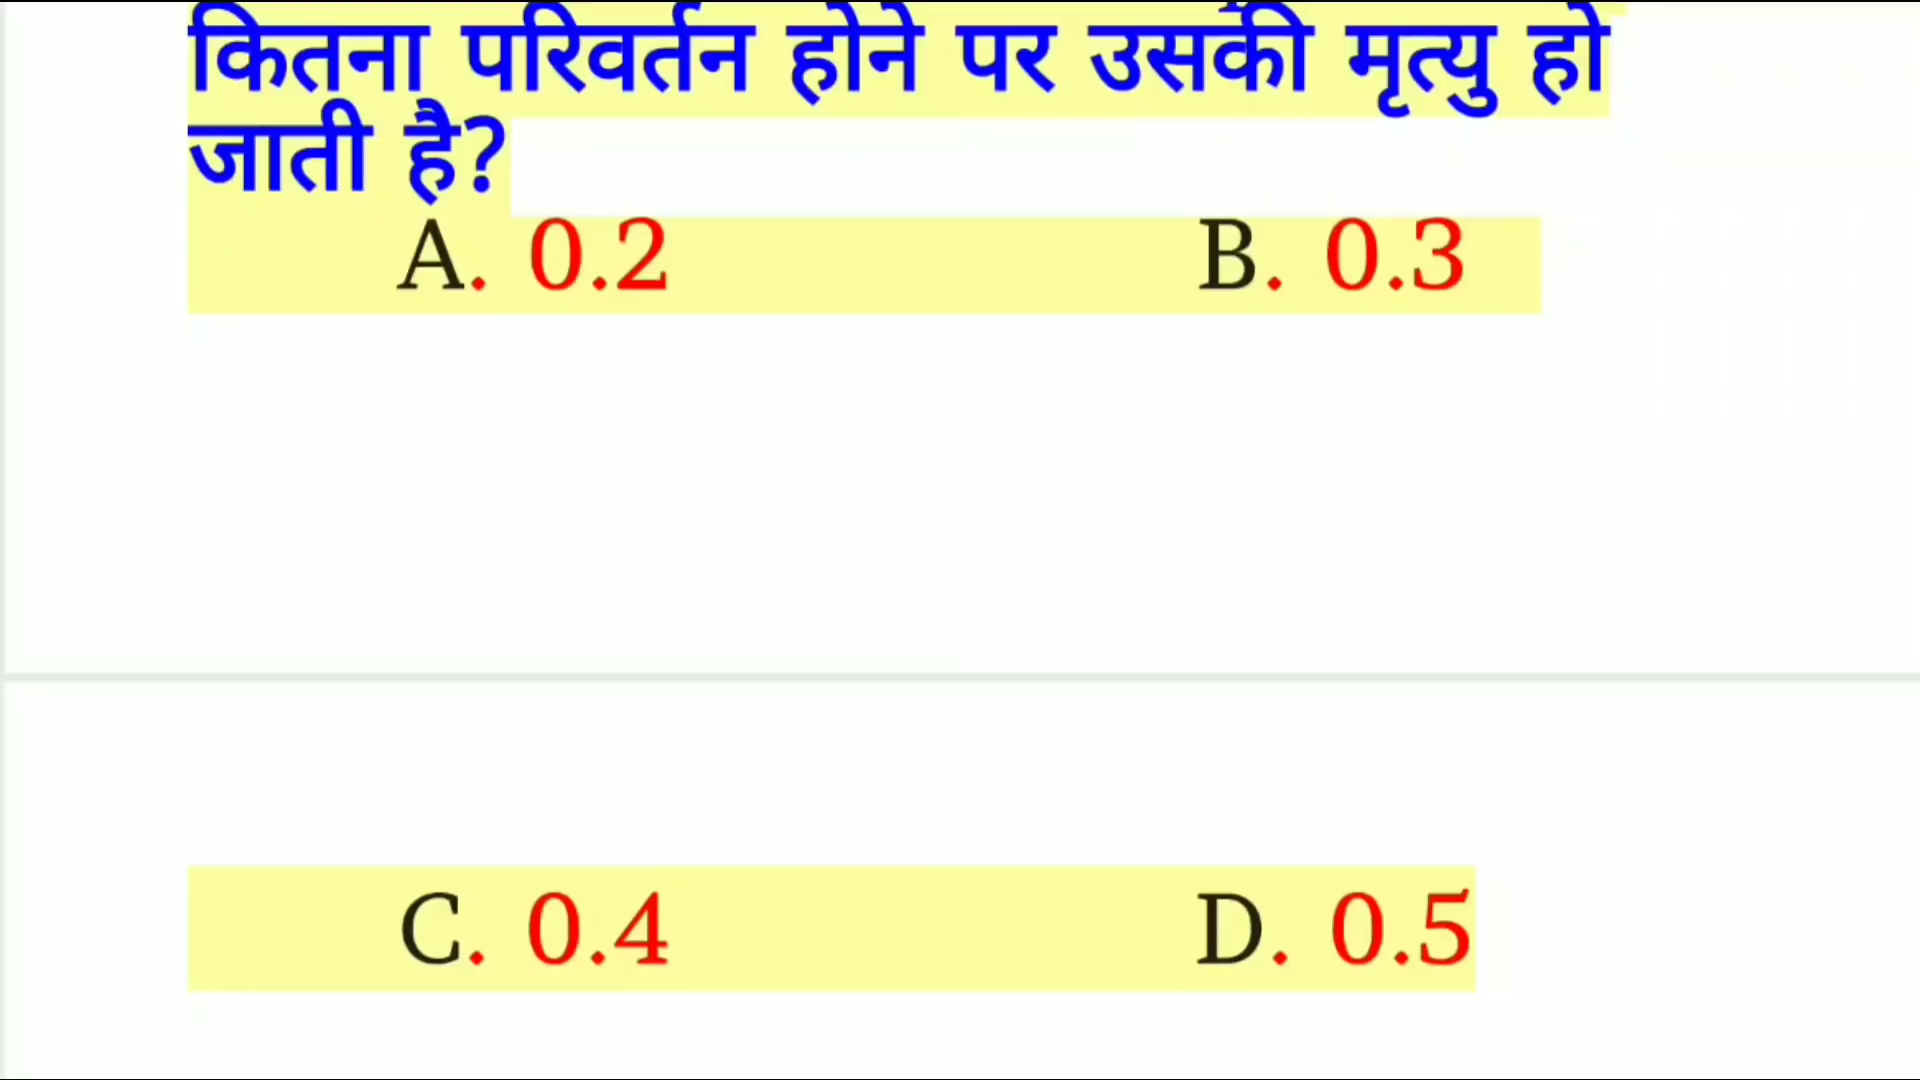 कितना परिवर्तन होने पर उसकी मृत्यु हो
जाती है?
A. 0.2 B. 0.3
C. 0.4 D. 0.5